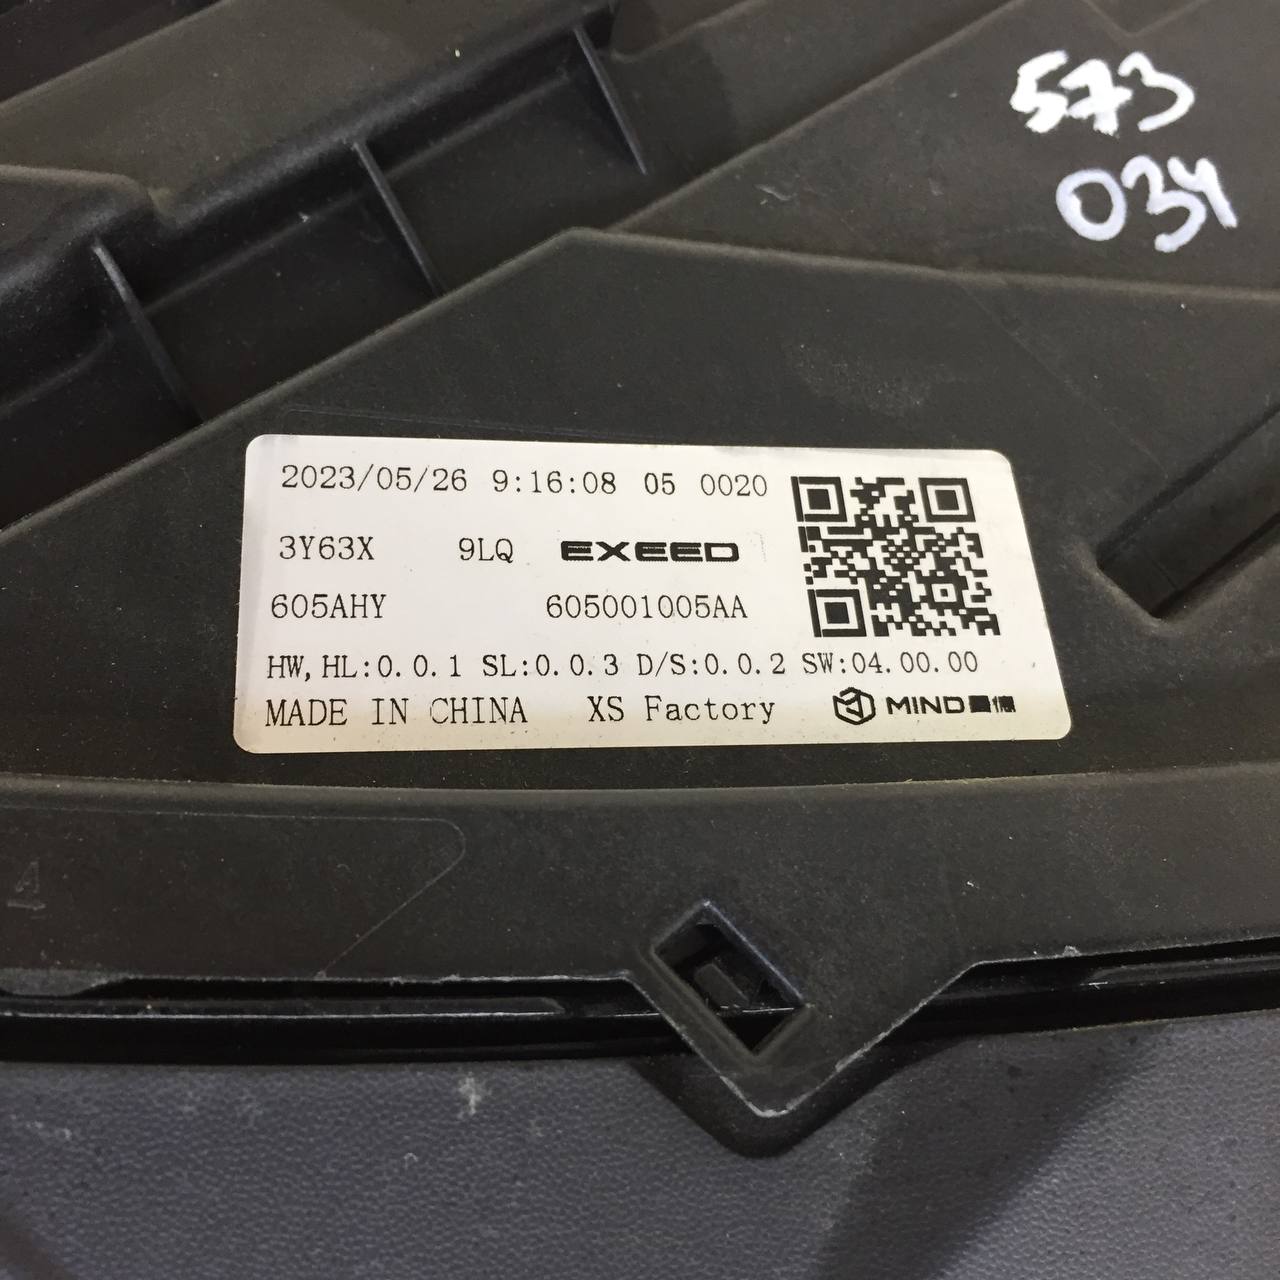 573
034
2023/05/26 9:16:08 05 0020
3Y63X 9LQ EXEED
605AHY 605001005AA
HW, HL:0.0.1 SL:0.0.3 D/S:0.0.2 SW:04.00.00
MADE IN CHINA XS Factory MIND
4